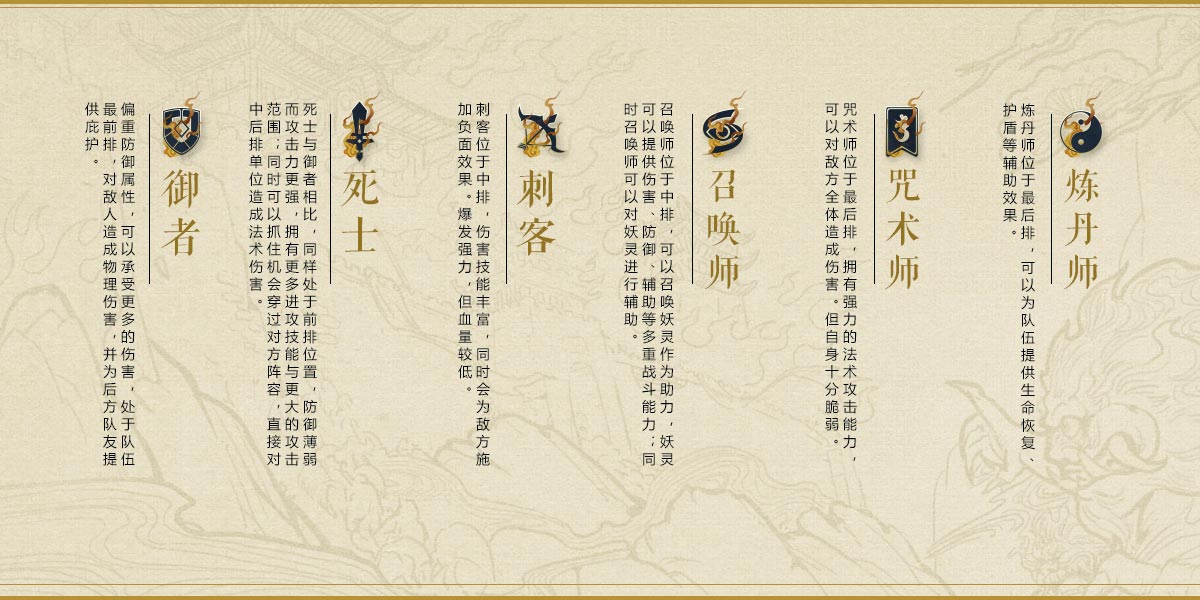 炼丹师
炼丹师位于最后排，可以为队伍提供生命恢复、
护盾等辅助效果。
咒术师
咒术师位于最后排，拥有强力的法术攻击能力，
可以对敌方全体造成伤害。但自身十分脆弱。
召唤师
召唤师位于中排，可以召唤妖灵作为助力，妖灵
可以提供伤害、防御、辅助等多重战斗能力；同
时召唤师可以对妖灵进行辅助。
刺客
刺客位于中排，伤害技能丰富，同时会为敌方施
加负面效果。爆发强力，但血量较低。
死士
死士与御者相比，同样处于前排位置，防御薄弱
而攻击力更强，拥有更多进攻技能与更大的攻击
范围；同时可以抓住机会穿过对方阵容，直接对
中后排单位造成法术伤害。
御者
偏重防御属性，可以承受更多的伤害，处于队伍
最前排，对敌人造成物理伤害，并为后方队友提
供庇护。